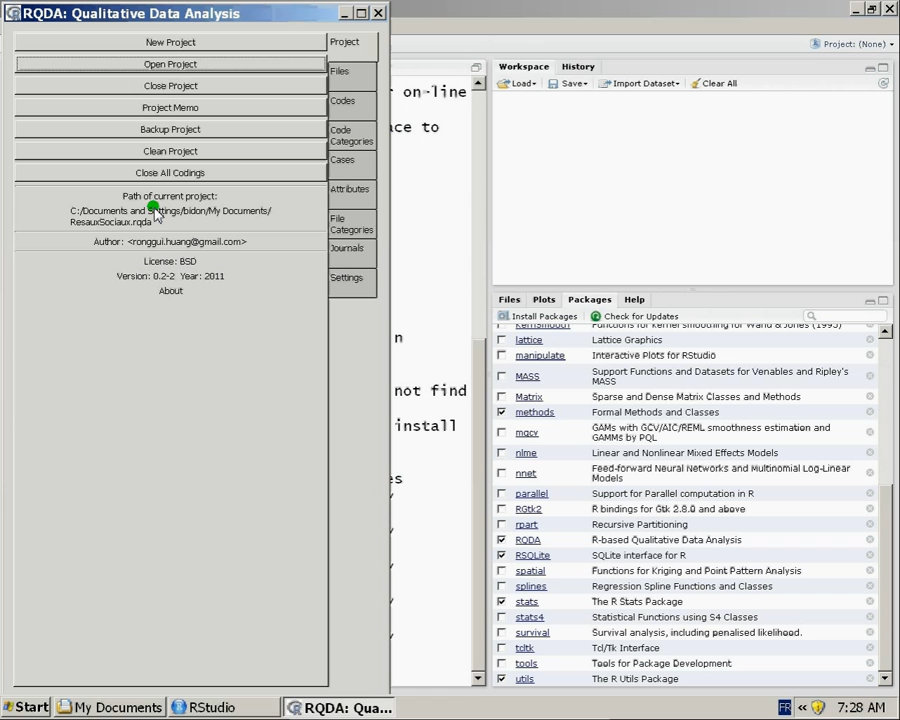 RQDA: Qualitative Data Analysis
New Project
Open Project
Close Project
Project Memo
Backup Project
Clean Project
Close All Codings
Path of current project:
C:/Documents and Settings/bidon/My Documents/
ResauxSociaux.rqda
Author: <ronggui.huang@gmail.com>
License: BSD
Version: 0.2-2 Year: 2011
About
Project
Files
Codes
Code
Categories
Cases
Attributes
File
Categories
Journals
Settings
or on-line
ace to
n
not find
install
es
Project: (None)
Workspace History
Load Save Import Dataset Clear All
Files Plots Packages Help
Install Packages Check for Updates
KernSmooth Functions for kernel smoothing for Wand & Jones (1995)
lattice Lattice Graphics
manipulate Interactive Plots for RStudio
MASS Support Functions and Datasets for Venables and Ripley's
MASS
Matrix Sparse and Dense Matrix Classes and Methods
methods Formal Methods and Classes
mgcv GAMs with GCV/AIC/REML smoothness estimation and
GAMMs by PQL
nlme Linear and Nonlinear Mixed Effects Models
nnet Feed-forward Neural Networks and Multinomial Log-Linear
Models
parallel Support for Parallel computation in R
RGtk2 R bindings for Gtk 2.8.0 and above
rpart Recursive Partitioning
RQDA R-based Qualitative Data Analysis
RSQLite SQLite interface for R
spatial Functions for Kriging and Point Pattern Analysis
splines Regression Spline Functions and Classes
stats The R Stats Package
stats4 Statistical Functions using S4 Classes
survival Survival analysis, including penalised likelihood.
tcltk Tcl/Tk Interface
tools Tools for Package Development
utils The R Utils Package
Start My Documents RStudio RQDA: Qua... FR « 7:28 AM